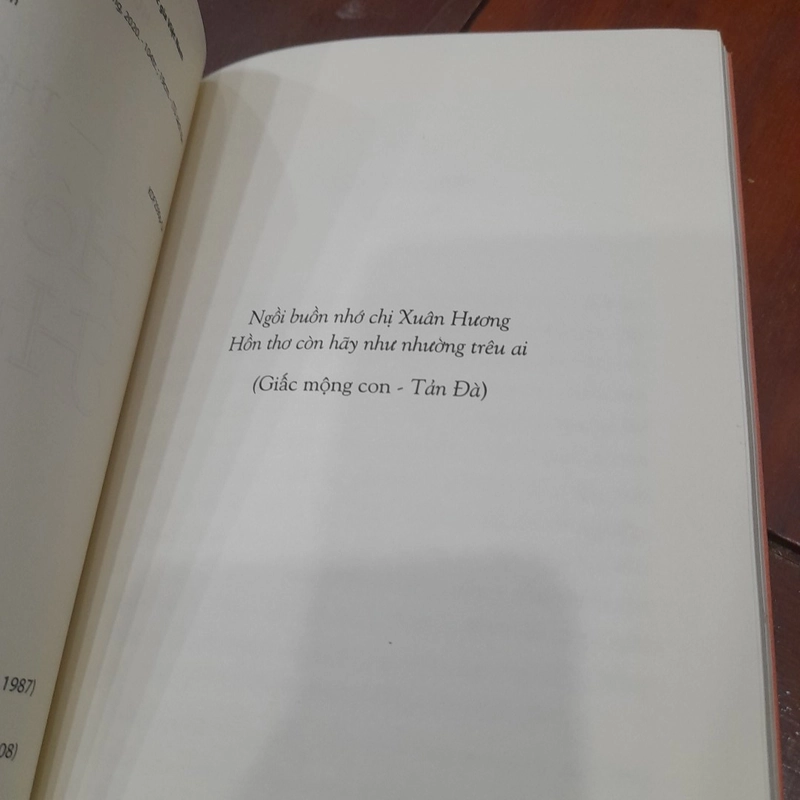 1987)
08)
Ngồi buồn nhớ chị Xuân Hương
Hồn thơ còn hãy như nhường trêu ai
(Giấc mộng con - Tản Đà)